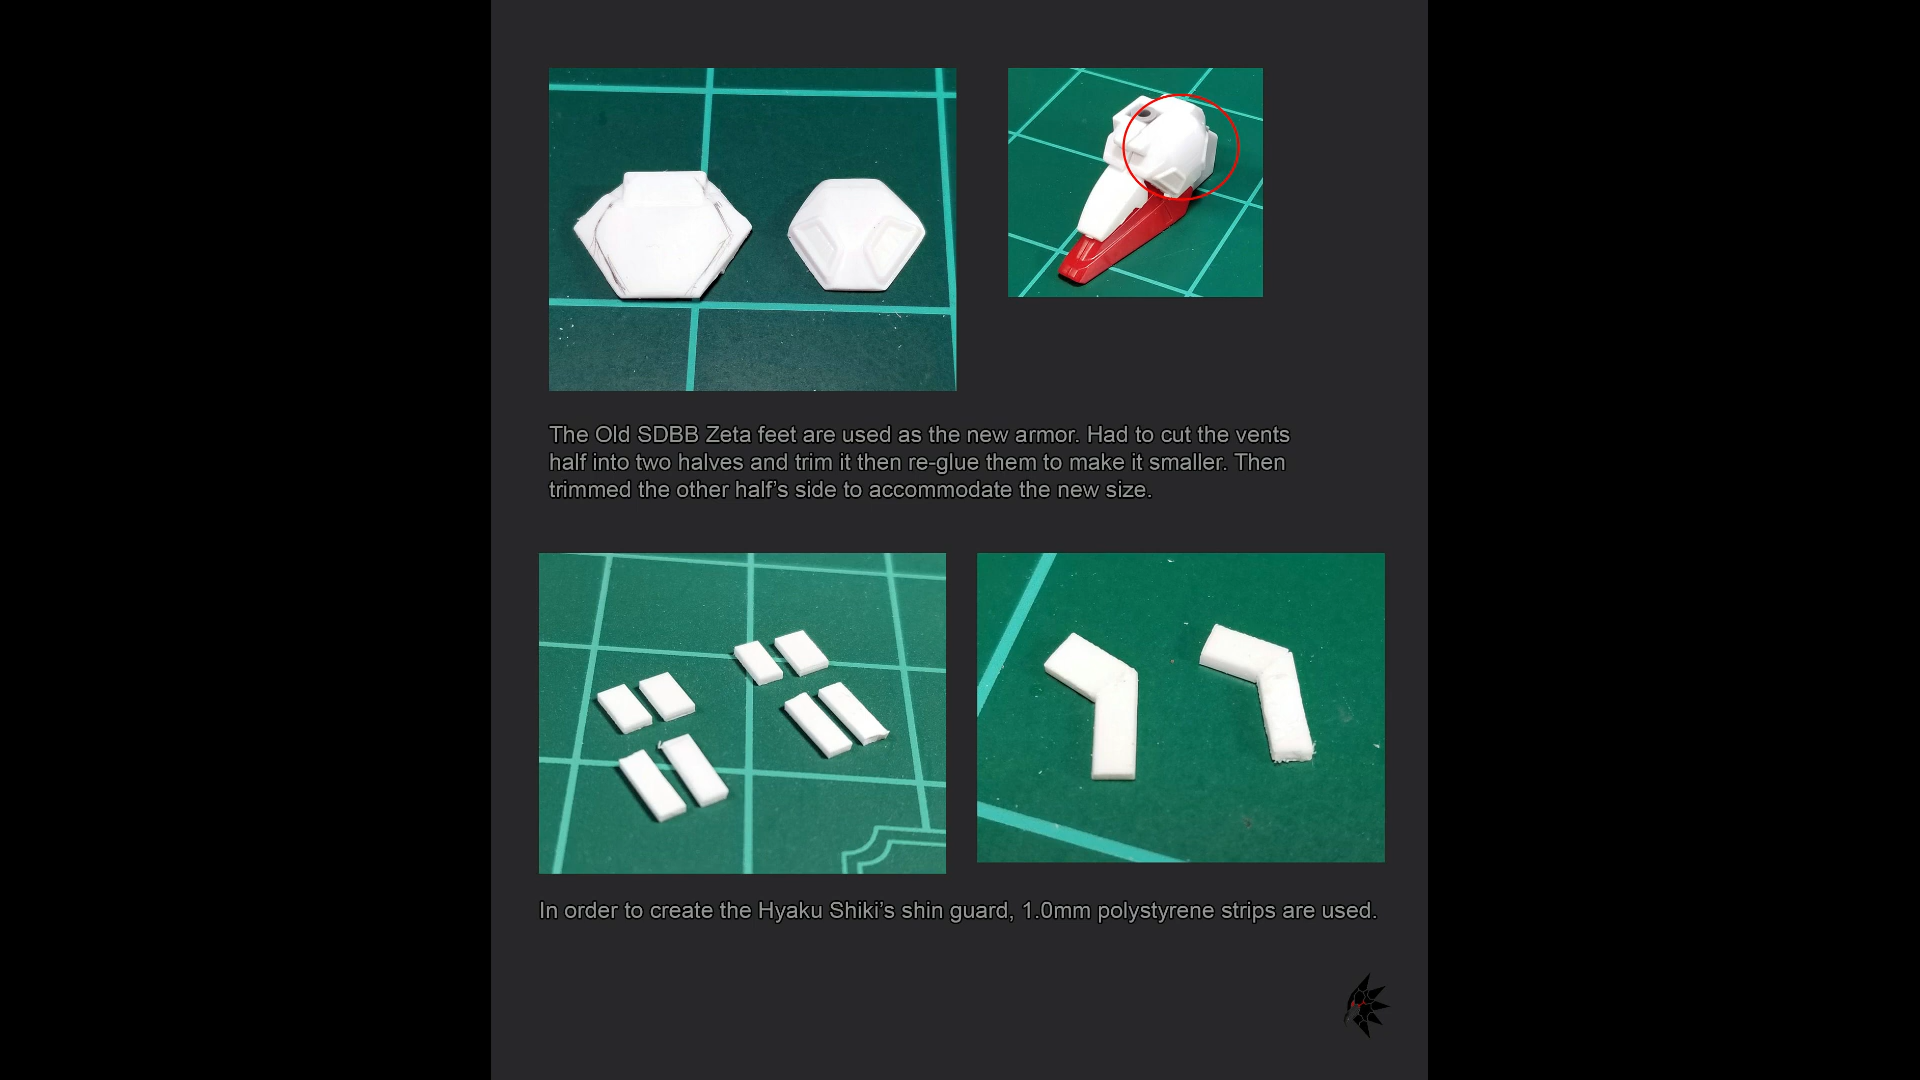 The Old SDBB Zeta feet are used as the new armor. Had to cut the vents
half into two halves and trim it then re-glue them to make it smaller. Then
trimmed the other half’s side to accommodate the new size.
In order to create the Hyaku Shiki’s shin guard, 1.0mm polystyrene strips are used.